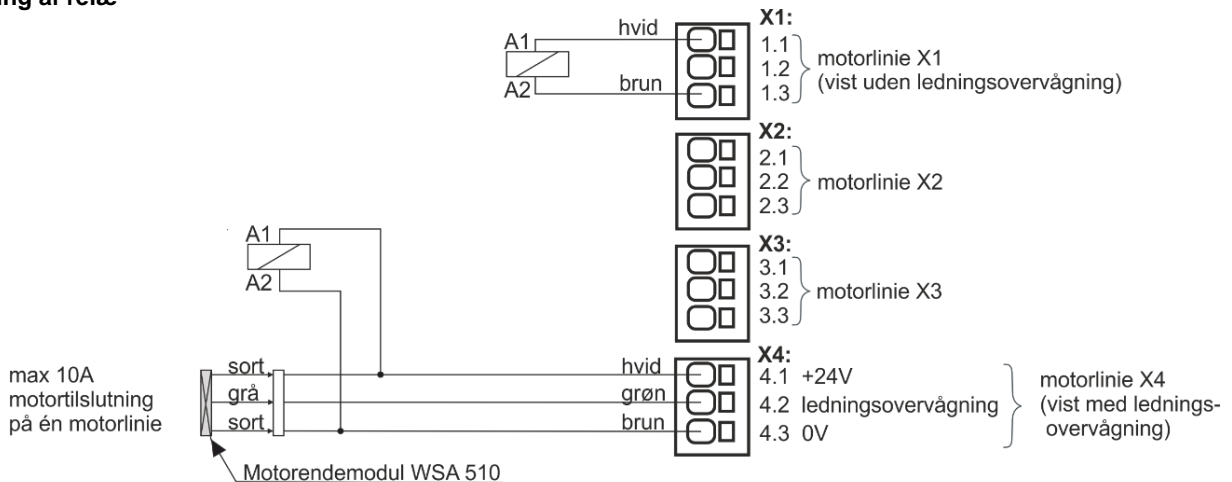 ng af relæ
X1:
hvid
A1
1.1
1.2
motorlinie X1
(vist uden ledningsovervågning)
A2
brun
1.3
X2:
2.1
2.2
motorlinie X2
2.3
X3:
A1
3.1
3.2
motorlinie X3
A2
3.3
X4:
max 10A
motortilslutning
på én motorlinie
sort
hvid
4.1 +24V
grå
grøn
4.2 ledningsovervågning
sort
brun
4.3 0V
motorlinie X4
(vist med lednings-
overvågning)
Motorendemodul WSA 510